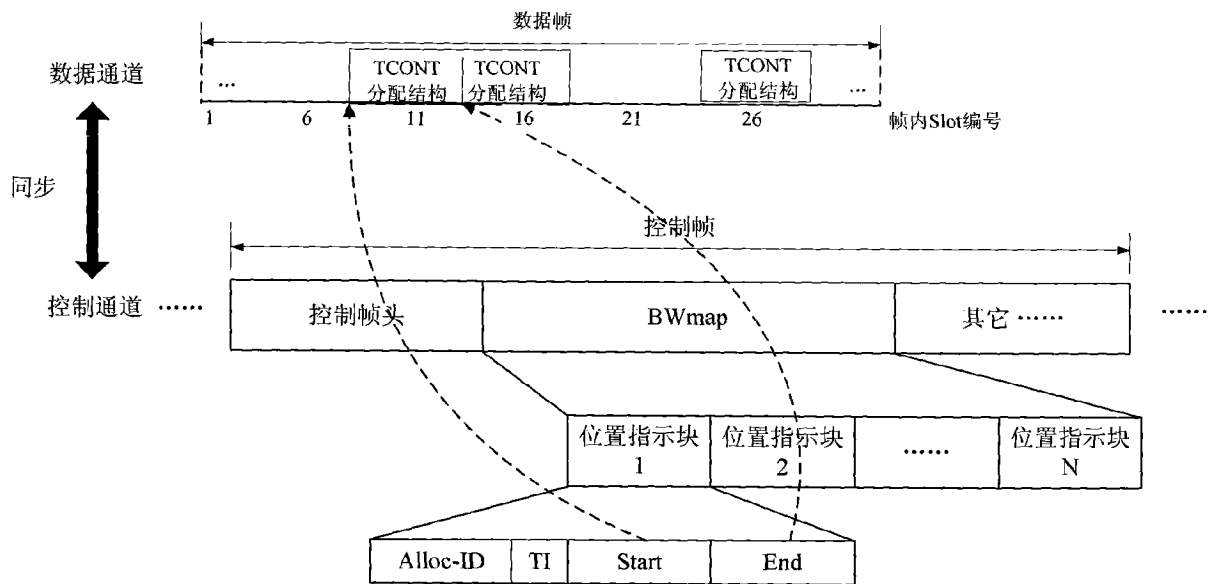 数据帧
数据通道
...
TCONT
分配结构
TCONT
分配结构
TCONT
分配结构
...
1 6 11 16 21 26 帧内Slot编号
同步
控制帧
控制通道 ······ 控制帧头 BWmap 其它 ······ ······
位置指示块
1
位置指示块
2
······
位置指示块
N
Alloc-ID TI Start End